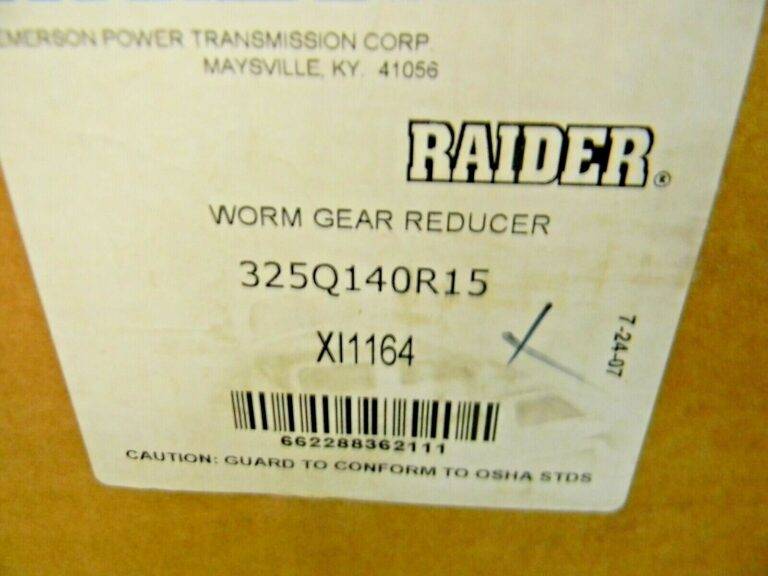 EMERSON POWER TRANSMISSION CORP.
MAYSVILLE, KY. 41056
RAIDER®
WORM GEAR REDUCER
325Q140R15
XI1164
7-24-07
662288362111
CAUTION: GUARD TO CONFORM TO OSHA STDS